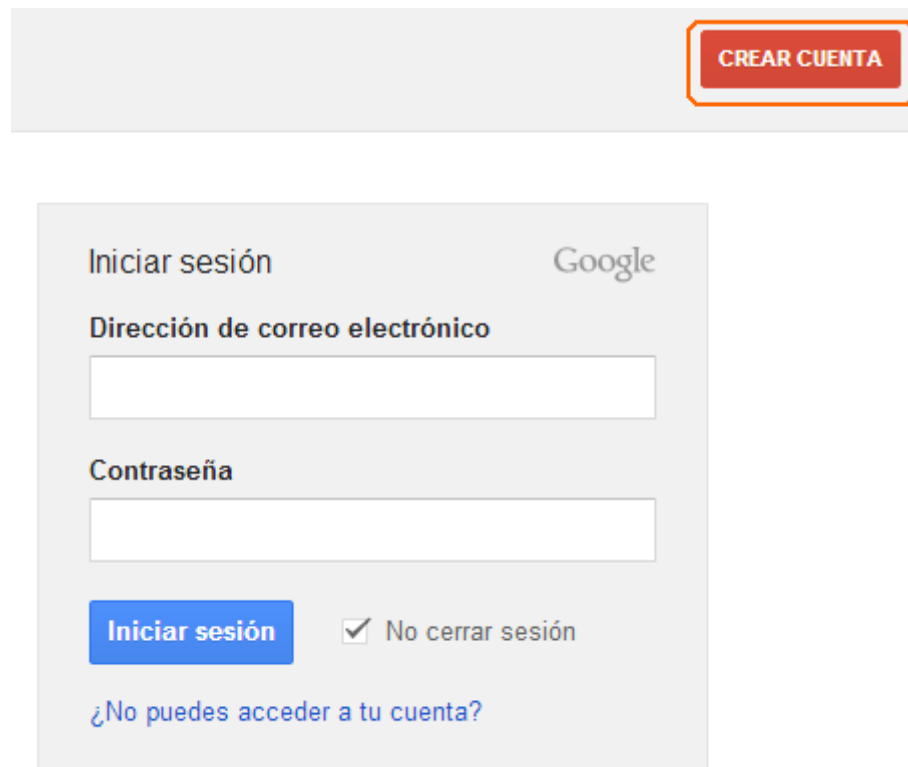 CREAR CUENTA
Iniciar sesión Google
Dirección de correo electrónico
Contraseña
Iniciar sesión No cerrar sesión
¿No puedes acceder a tu cuenta?